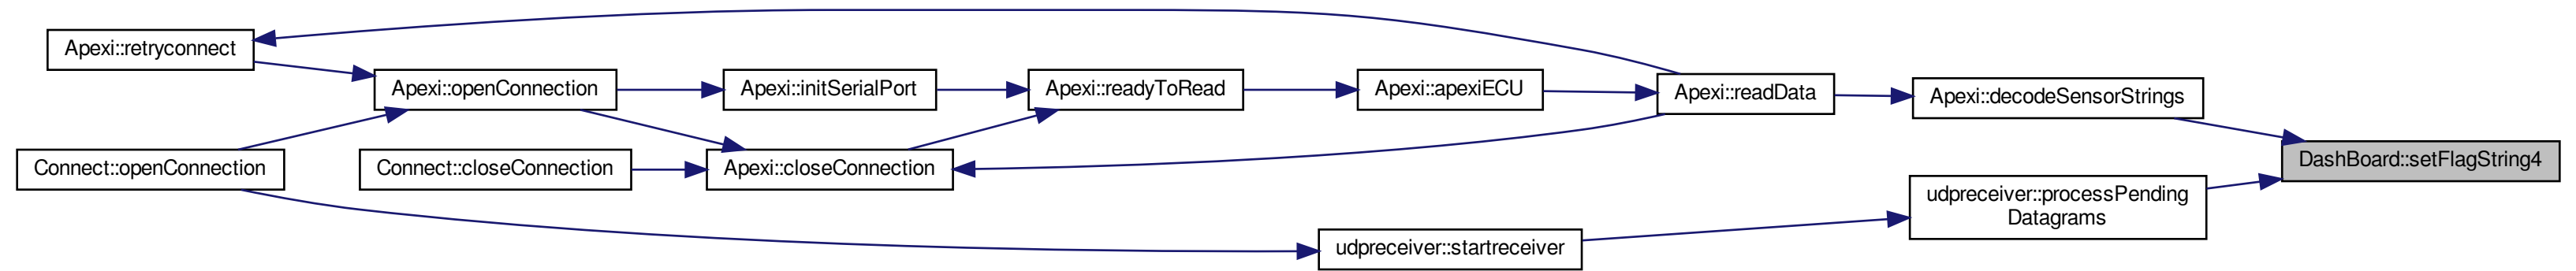 Apexi::retryconnect
Apexi::openConnection
Apexi::initSerialPort
Apexi::readyToRead
Apexi::apexiECU
Apexi::readData
Apexi::decodeSensorStrings
Connect::openConnection
Connect::closeConnection
Apexi::closeConnection
DashBoard::setFlagString4
udpreceiver::processPending
Datagrams
udpreceiver::startreceiver